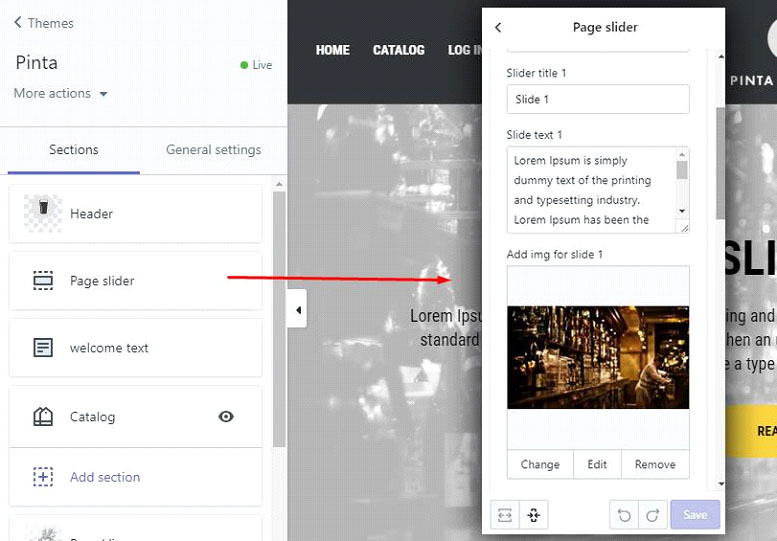 Themes
Pinta
Live
More actions
Sections
General settings
Header
Page slider
welcome text
Catalog
Add section
HOME
CATALOG
LOG IN
PINTA
Lorem
standard
ing and
hen an
e a type
Page slider
Slider title 1
Slide 1
Slide text 1
Lorem Ipsum is simply
dummy text of the printing
and typesetting industry.
Lorem Ipsum has been the
Add img for slide 1
Change
Edit
Remove
Save